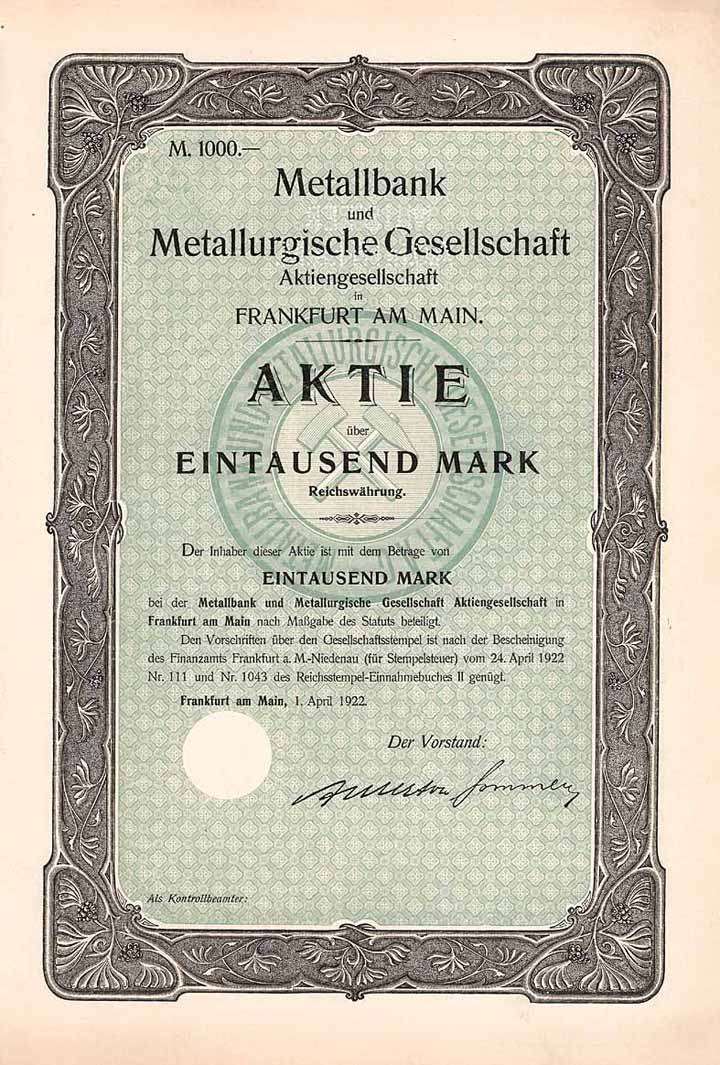 M. 1000.—
Metallbank
und
Metallurgische Gesellschaft
Aktiengesellschaft
in
FRANKFURT AM MAIN.
AKTIE
über
EINTAUSEND MARK
Reichswährung.
Der Inhaber dieser Aktie ist mit dem Betrage von
EINTAUSEND MARK
bei der Metallbank und Metallurgische Gesellschaft Aktiengesellschaft in
Frankfurt am Main nach Maßgabe des Statuts beteiligt.
Den Vorschriften über den Gesellschaftsstempel ist nach der Bescheinigung
des Finanzamts Frankfurt a. M.-Niedenau (für Stempelsteuer) vom 24. April 1922
Nr. 111 und Nr. 1043 des Reichsstempel-Einnahmebuches II genügt.
Frankfurt am Main, 1. April 1922.
Der Vorstand:
Als Kontrollbeamter: